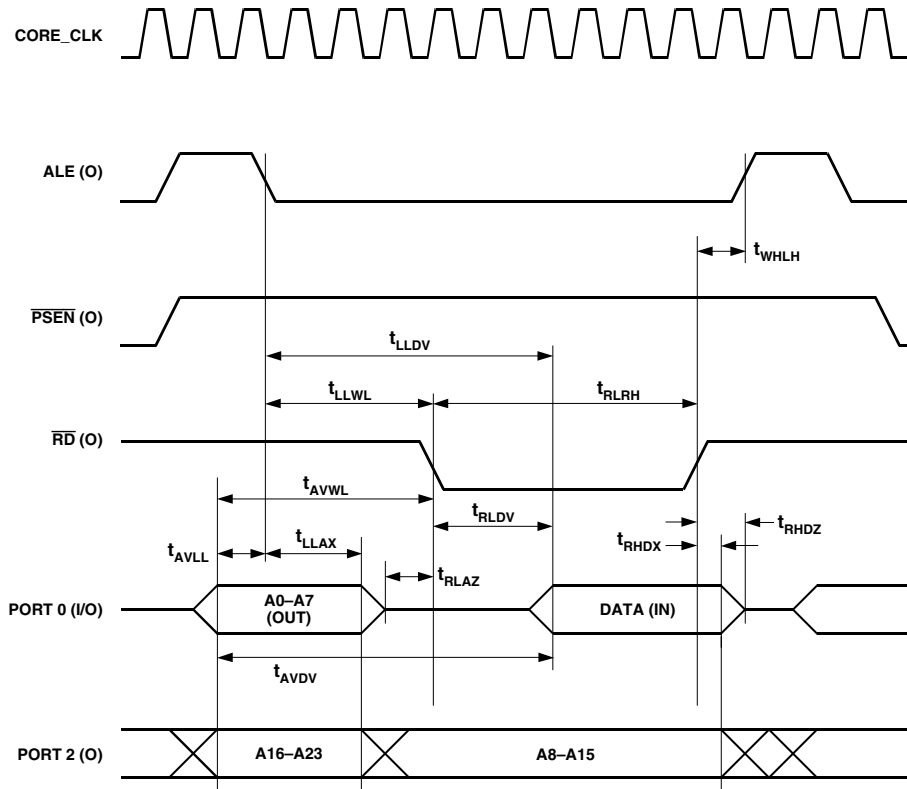 CORE_CLK
ALE (O)
tWHLH
PSEN (O)
tLLDV
tLLWL
tRLRH
RD (O)
tAVWL
tRLDV
tRHDZ
tAVLL
tLLAX
tRHDX
tRLAZ
PORT 0 (I/O)
A0–A7
(OUT)
DATA (IN)
tAVDV
PORT 2 (O)
A16–A23
A8–A15